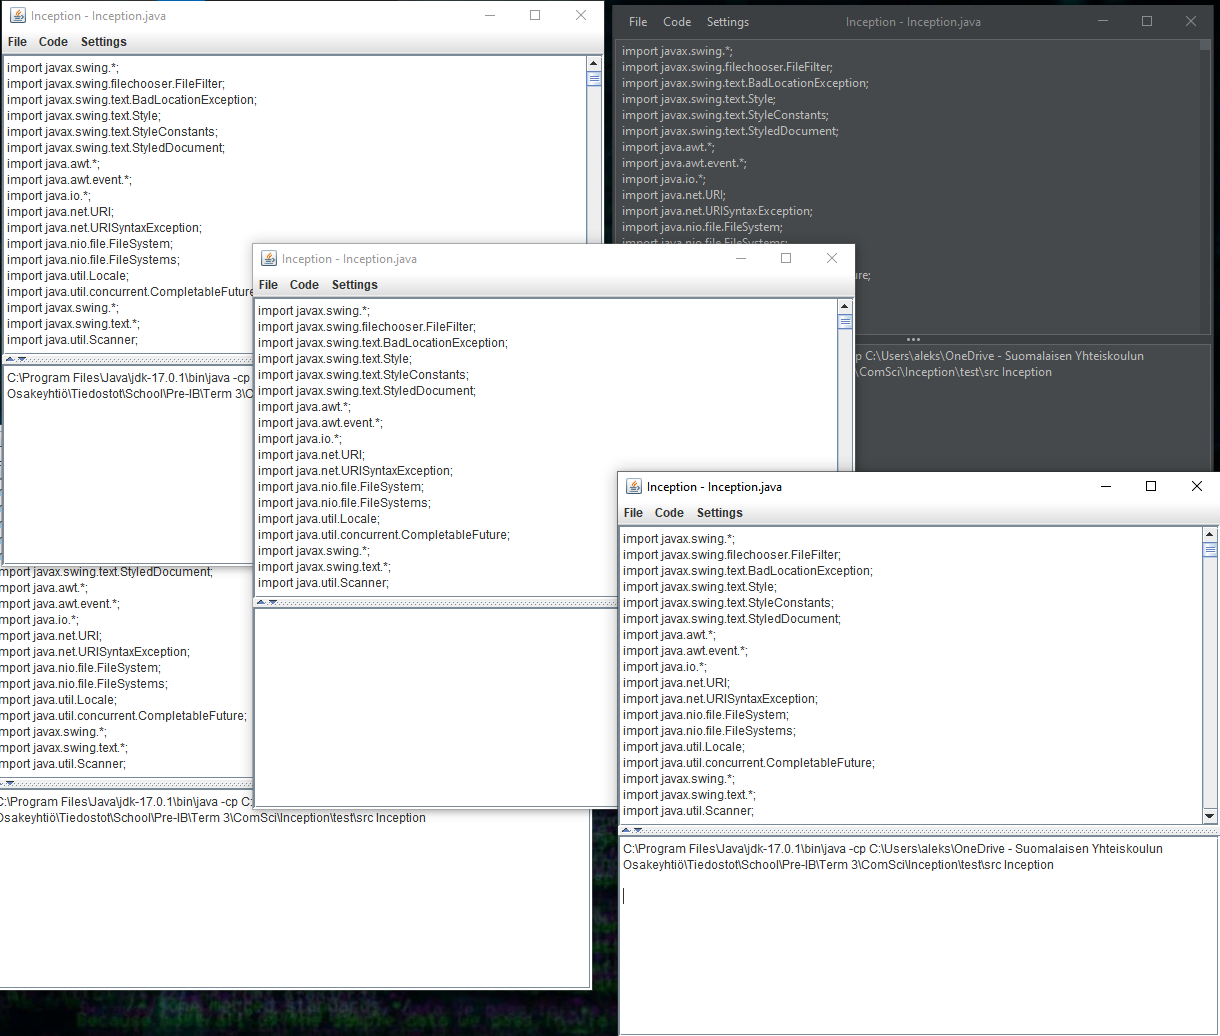 Inception - Inception.java
File Code Settings
import javax.swing.*;
import javax.swing.filechooser.FileFilter;
import javax.swing.text.BadLocationException;
import javax.swing.text.Style;
import javax.swing.text.StyleConstants;
import javax.swing.text.StyledDocument;
import java.awt.*;
import java.awt.event.*;
import java.io.*;
import java.net.URI;
import java.net.URISyntaxException;
import java.nio.file.FileSystem;
import java.nio.file.FileSystems;
import java.util.Locale;
import java.util.concurrent.CompletableFuture
import javax.swing.*;
import javax.swing.text.*;
import java.util.Scanner;
C:\Program Files\Java\jdk-17.0.1\bin\java -cp
Osakeyhtiö\Tiedostot\School\Pre-IB\Term 3\C
File Code Settings Inception - Inception.java
import javax.swing.*;
import javax.swing.filechooser.FileFilter;
import javax.swing.text.BadLocationException;
import javax.swing.text.Style;
import javax.swing.text.StyleConstants;
import javax.swing.text.StyledDocument;
import java.awt.*;
import java.awt.event.*;
import java.io.*;
import java.net.URI;
import java.net.URISyntaxException;
import java.nio.file.FileSystem;
import java.nio.file.FileSystems;
ure;
p C:\Users\aleks\OneDrive - Suomalaisen Yhteiskoulun
\ComSci\Inception\test\src Inception
Inception - Inception.java
File Code Settings
import javax.swing.*;
import javax.swing.filechooser.FileFilter;
import javax.swing.text.BadLocationException;
import javax.swing.text.Style;
import javax.swing.text.StyleConstants;
import javax.swing.text.StyledDocument;
import java.awt.*;
import java.awt.event.*;
import java.io.*;
import java.net.URI;
import java.net.URISyntaxException;
import java.nio.file.FileSystem;
import java.nio.file.FileSystems;
import java.util.Locale;
import java.util.concurrent.CompletableFuture;
import javax.swing.*;
import javax.swing.text.*;
import java.util.Scanner;
mport javax.swing.text.StyledDocument;
mport java.awt.*;
mport java.awt.event.*;
mport java.io.*;
mport java.net.URI;
mport java.net.URISyntaxException;
mport java.nio.file.FileSystem;
mport java.nio.file.FileSystems;
mport java.util.Locale;
mport java.util.concurrent.CompletableFuture;
mport javax.swing.*;
mport javax.swing.text.*;
mport java.util.Scanner;
C:\Program Files\Java\jdk-17.0.1\bin\java -cp C:
Osakeyhtiö\Tiedostot\School\Pre-IB\Term 3\ComSci\Inception\test\src Inception
Inception - Inception.java
File Code Settings
import javax.swing.*;
import javax.swing.filechooser.FileFilter;
import javax.swing.text.BadLocationException;
import javax.swing.text.Style;
import javax.swing.text.StyleConstants;
import javax.swing.text.StyledDocument;
import java.awt.*;
import java.awt.event.*;
import java.io.*;
import java.net.URI;
import java.net.URISyntaxException;
import java.nio.file.FileSystem;
import java.nio.file.FileSystems;
import java.util.Locale;
import java.util.concurrent.CompletableFuture;
import javax.swing.*;
import javax.swing.text.*;
import java.util.Scanner;
C:\Program Files\Java\jdk-17.0.1\bin\java -cp C:\Users\aleks\OneDrive - Suomalaisen Yhteiskoulun
Osakeyhtiö\Tiedostot\School\Pre-IB\Term 3\ComSci\Inception\test\src Inception